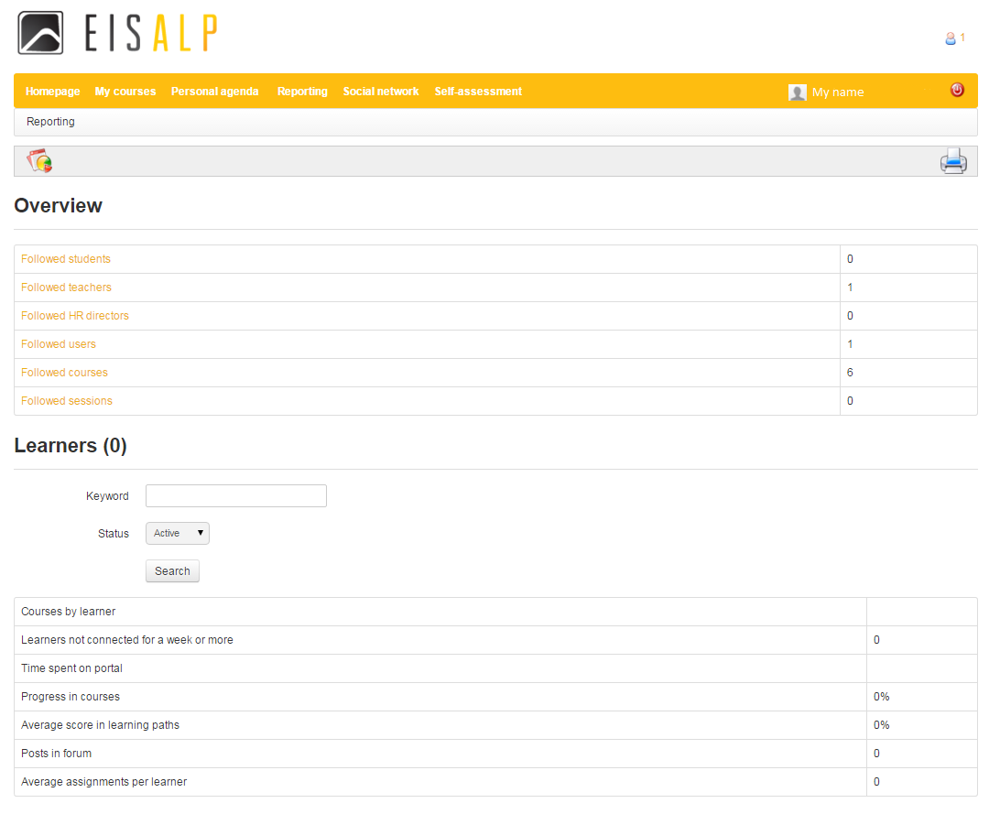 EISALP
1
Homepage My courses Personal agenda Reporting Social network Self-assessment My name
Reporting
Overview
Followed students 0
Followed teachers 1
Followed HR directors 0
Followed users 1
Followed courses 6
Followed sessions 0
Learners (0)
Keyword
Status Active
Search
Courses by learner
Learners not connected for a week or more 0
Time spent on portal
Progress in courses 0%
Average score in learning paths 0%
Posts in forum 0
Average assignments per learner 0